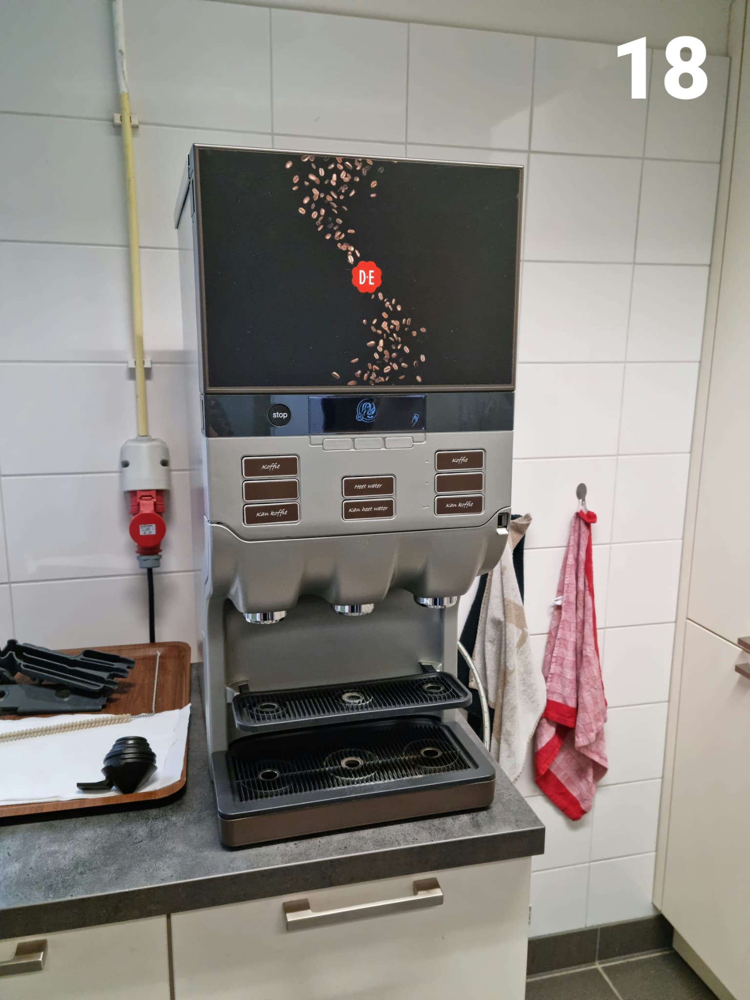 18
D·E
stop
Koffie
Koffie
Heet water
Kan koffie
Kan heet water
Kan koffie